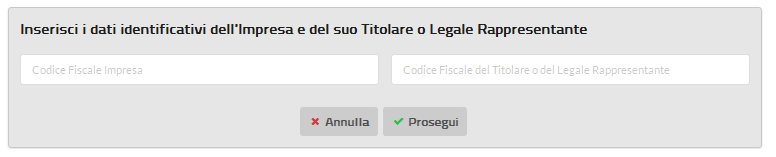 Inserisci i dati identificativi dell'Impresa e del suo Titolare o Legale Rappresentante
Codice Fiscale Impresa Codice Fiscale del Titolare o del Legale Rappresentante
Annulla Prosegui